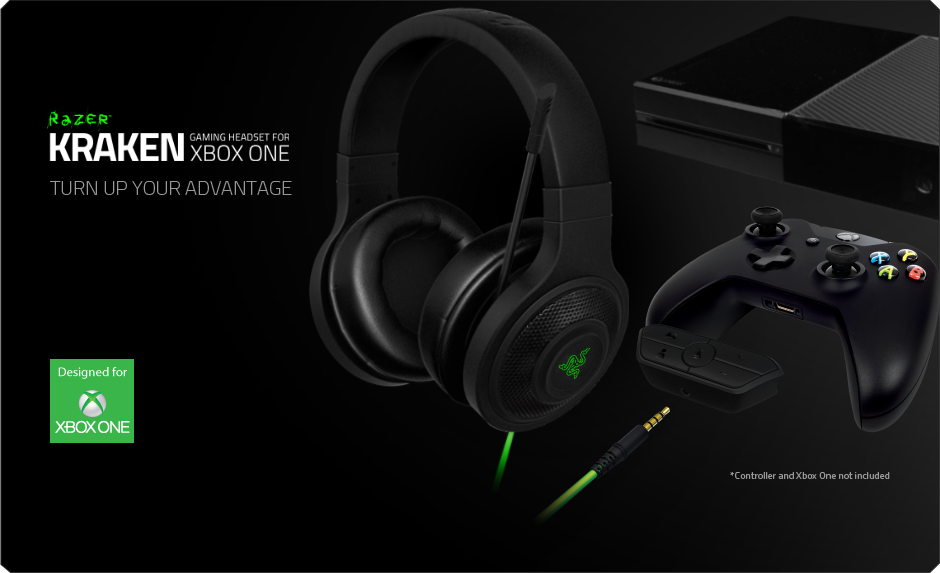 RAZER™
KRAKEN GAMING HEADSET FOR
XBOX ONE
TURN UP YOUR ADVANTAGE
Designed for
XBOX ONE
Y
X
B
A
*Controller and Xbox One not included